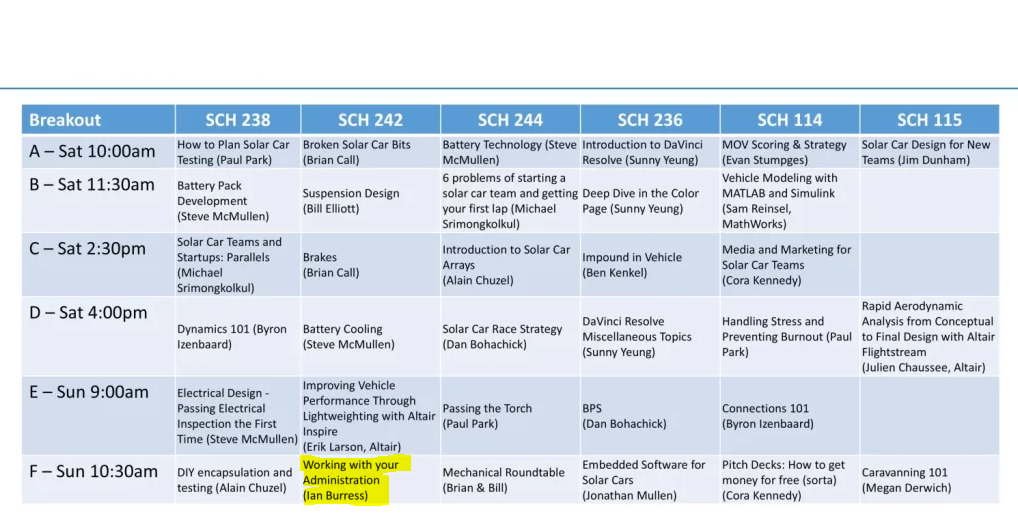 Breakout SCH 238 SCH 242 SCH 244 SCH 236 SCH 114 SCH 115
A – Sat 10:00am
How to Plan Solar Car
Testing (Paul Park)
Broken Solar Car Bits
(Brian Call)
Battery Technology (Steve
McMullen)
Introduction to DaVinci
Resolve (Sunny Yeung)
MOV Scoring & Strategy
(Evan Stumpges)
Solar Car Design for New
Teams (Jim Dunham)
B – Sat 11:30am
Battery Pack
Development
(Steve McMullen)
Suspension Design
(Bill Elliott)
6 problems of starting a
solar car team and getting
your first lap (Michael
Srimongkolkul)
Deep Dive in the Color
Page (Sunny Yeung)
Vehicle Modeling with
MATLAB and Simulink
(Sam Reinsel,
MathWorks)
C – Sat 2:30pm
Solar Car Teams and
Startups: Parallels
(Michael
Srimongkolkul)
Brakes
(Brian Call)
Introduction to Solar Car
Arrays
(Alain Chuzel)
Impound in Vehicle
(Ben Kenkel)
Media and Marketing for
Solar Car Teams
(Cora Kennedy)
D – Sat 4:00pm
Dynamics 101 (Byron
Izenbaard)
Battery Cooling
(Steve McMullen)
Solar Car Race Strategy
(Dan Bohachick)
DaVinci Resolve
Miscellaneous Topics
(Sunny Yeung)
Handling Stress and
Preventing Burnout (Paul
Park)
Rapid Aerodynamic
Analysis from Conceptual
to Final Design with Altair
Flightstream
(Julien Chaussee, Altair)
E – Sun 9:00am
Electrical Design -
Passing Electrical
Inspection the First
Time (Steve McMullen)
Improving Vehicle
Performance Through
Lightweighting with Altair
Inspire
(Erik Larson, Altair)
Passing the Torch
(Paul Park)
BPS
(Dan Bohachick)
Connections 101
(Byron Izenbaard)
F – Sun 10:30am
DIY encapsulation and
testing (Alain Chuzel)
Working with your
Administration
(Ian Burress)
Mechanical Roundtable
(Brian & Bill)
Embedded Software for
Solar Cars
(Jonathan Mullen)
Pitch Decks: How to get
money for free (sorta)
(Cora Kennedy)
Caravanning 101
(Megan Derwich)